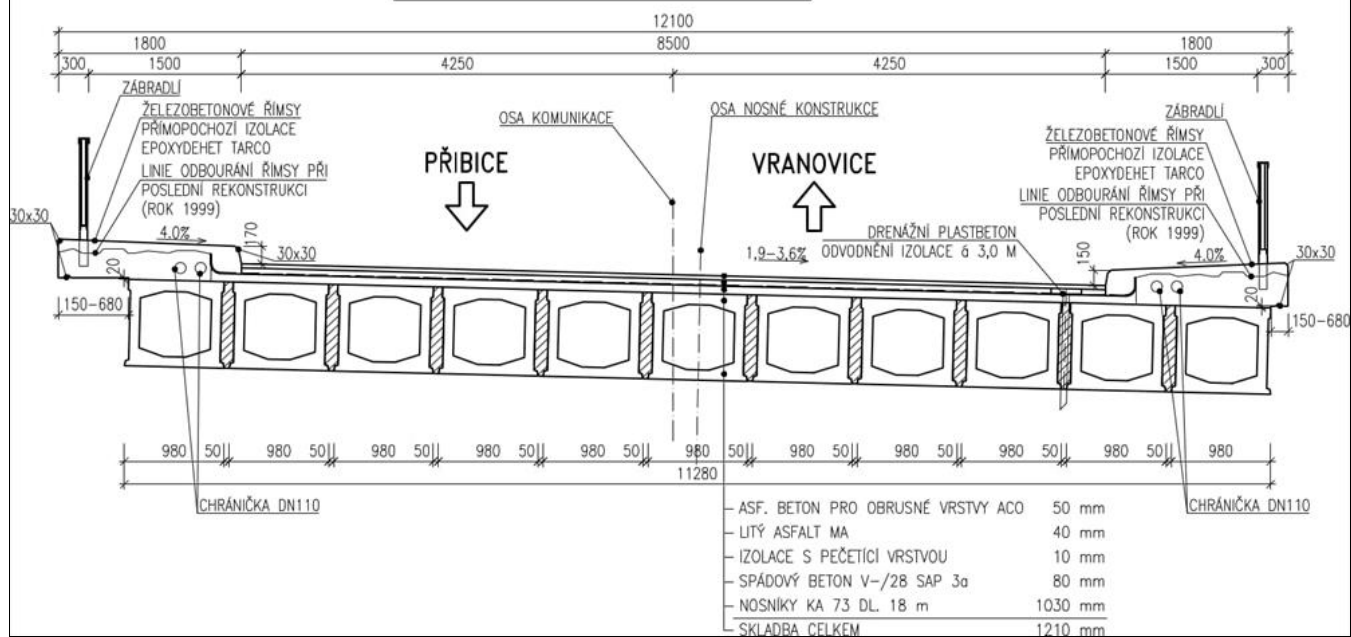 12100
1800 8500 1800
300 1500 4250 4250 1500 300
ZÁBRADLÍ
ŽELEZOBETONOVÉ ŘÍMSY
PŘÍMOPOCHOZÍ IZOLACE
EPOXYDEHET TARCO
LINIE ODBOURÁNÍ ŘÍMSY PŘI
POSLEDNÍ REKONSTRUKCI
(ROK 1999)
30x30
4.0%
170
30x30
20
150-680
OSA KOMUNIKACE
OSA NOSNÉ KONSTRUKCE
PŘIBICE
VRANOVICE
1,9-3,6%
DRENÁŽNÍ PLASTBETON
ODVODNĚNÍ IZOLACE á 3,0 M
ZÁBRADLÍ
ŽELEZOBETONOVÉ ŘÍMSY
PŘÍMOPOCHOZÍ IZOLACE
EPOXYDEHET TARCO
LINIE ODBOURÁNÍ ŘÍMSY PŘI
POSLEDNÍ REKONSTRUKCI
(ROK 1999)
150
4.0%
30x30
20
150-680
980 50 980 50 980 50 980 50 980 50 980 50 980 50 980 50 980 50 980 50 980
11280
CHRÁNIČKA DN110
CHRÁNIČKA DN110
ASF. BETON PRO OBRUSNÉ VRSTVY ACO 50 mm
LITÝ ASFALT MA 40 mm
IZOLACE S PEČETÍCÍ VRSTVOU 10 mm
SPÁDOVÝ BETON V-/28 SAP 3a 80 mm
NOSNÍKY KA 73 DL. 18 m 1030 mm
SKLADBA CELKEM 1210 mm